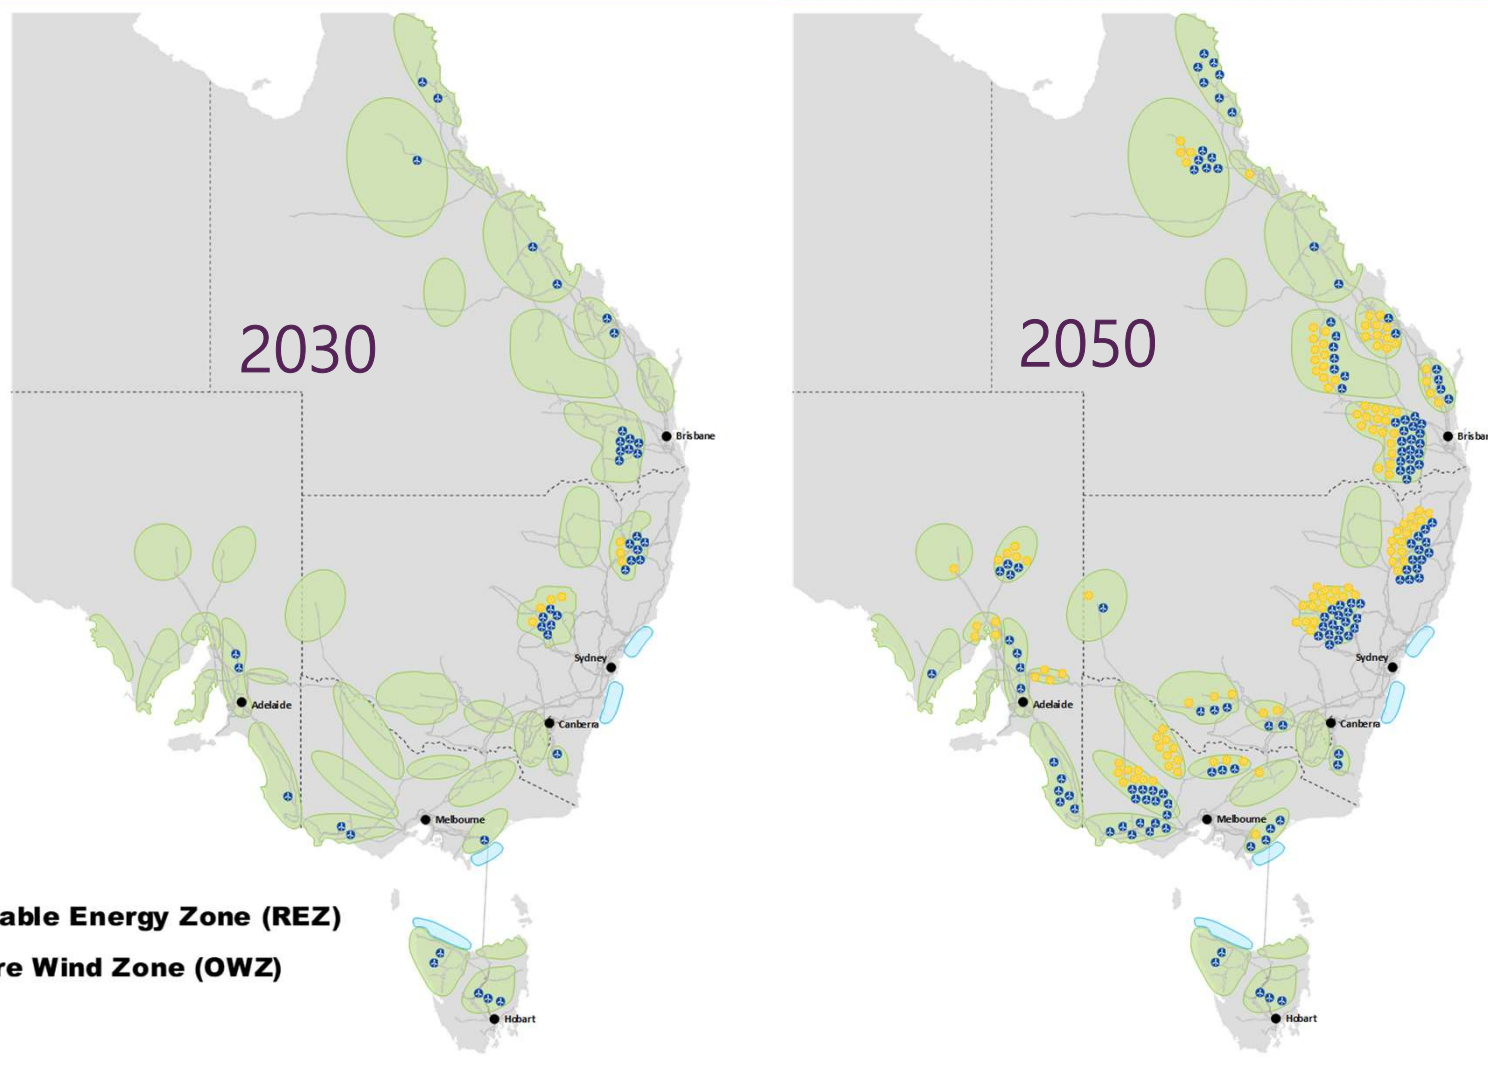 2030
2050
Brisbane
Brisban
Sydney
Sydney
Adelaide
Adelaide
Canberra
Canberra
Melbourne
Melbourne
able Energy Zone (REZ)
re Wind Zone (OWZ)
Hobart
Hobart